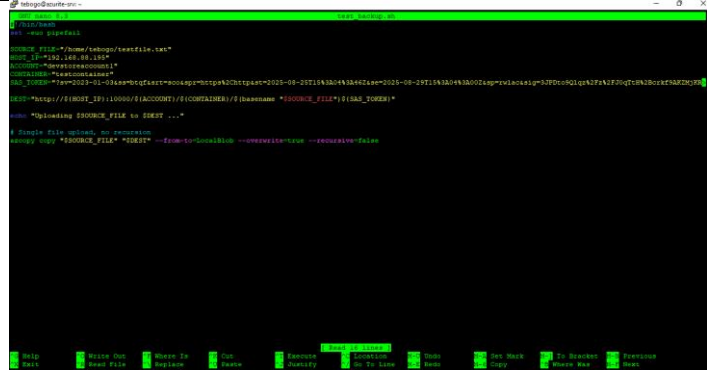 tebogo@azurite-srv: ~
GNU nano 8.3 test_backup.sh
#!/bin/bash
set -euo pipefail
SOURCE_FILE="/home/tebogo/testfile.txt"
HOST_IP="192.168.88.195"
ACCOUNT="devstoreaccount1"
CONTAINER="testcontainer"
DEST="http://${HOST_IP}:10000/${ACCOUNT}/${CONTAINER}/$(basename "$SOURCE_FILE")${SAS_TOKEN}"
echo "Uploading $SOURCE_FILE to $DEST ..."
# Single file upload, no recursion
azcopy copy "$SOURCE_FILE" "$DEST" --from-to=LocalBlob --overwrite=true --recursive=false
[ Read 16 lines ]
Help Write Out Where Is Cut Execute Location Undo Set Mark To Bracket Previous
Exit Read File Replace Paste Justify Go To Line Redo Copy Where Was Next